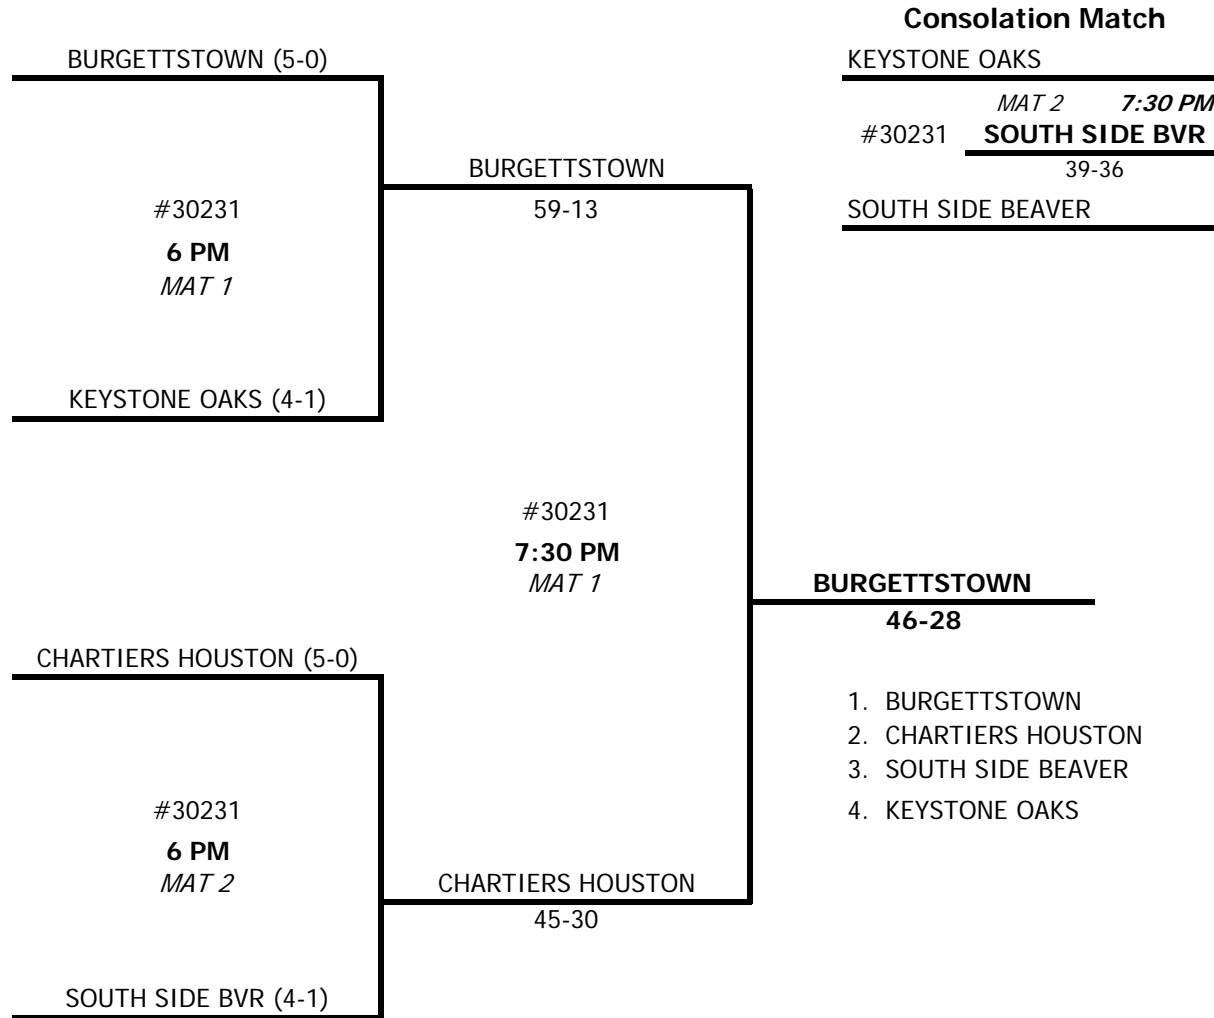 Consolation Match
BURGETTSTOWN (5-0)
KEYSTONE OAKS
MAT 2 7:30 PM
#30231 SOUTH SIDE BVR
39-36
SOUTH SIDE BEAVER
BURGETTSTOWN
59-13
#30231
6 PM
MAT 1
KEYSTONE OAKS (4-1)
#30231
7:30 PM
MAT 1
BURGETTSTOWN
46-28
CHARTIERS HOUSTON (5-0)
1. BURGETTSTOWN
2. CHARTIERS HOUSTON
3. SOUTH SIDE BEAVER
4. KEYSTONE OAKS
#30231
6 PM
MAT 2
CHARTIERS HOUSTON
45-30
SOUTH SIDE BVR (4-1)